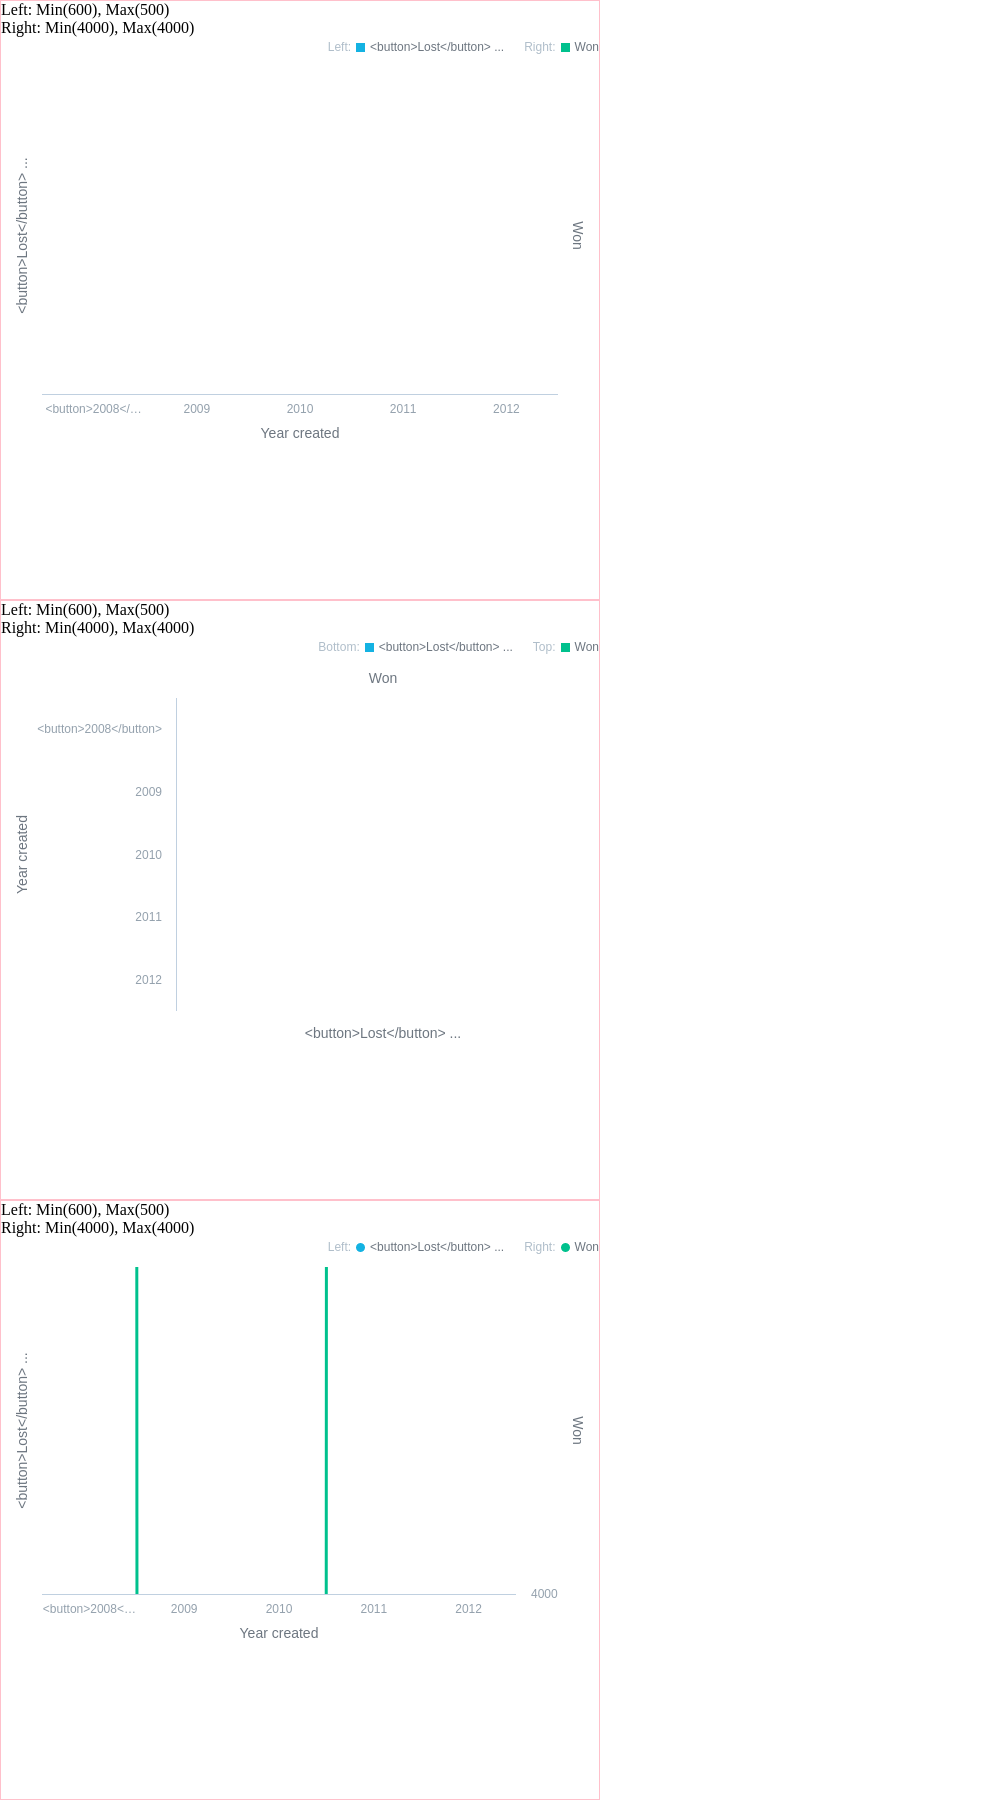 Left: Min(600), Max(500)
Right: Min(4000), Max(4000)
Left: <button>Lost</button> ... Right: Won
<button>Lost</button> ...
Won
<button>2008</... 2009 2010 2011 2012
Year created
Left: Min(600), Max(500)
Right: Min(4000), Max(4000)
Bottom: <button>Lost</button> ... Top: Won
Won
<button>2008</button>
2009
2010
2011
2012
Year created
<button>Lost</button> ...
Left: Min(600), Max(500)
Right: Min(4000), Max(4000)
Left: <button>Lost</button> ... Right: Won
<button>Lost</button> ...
Won
4000
<button>2008<... 2009 2010 2011 2012
Year created